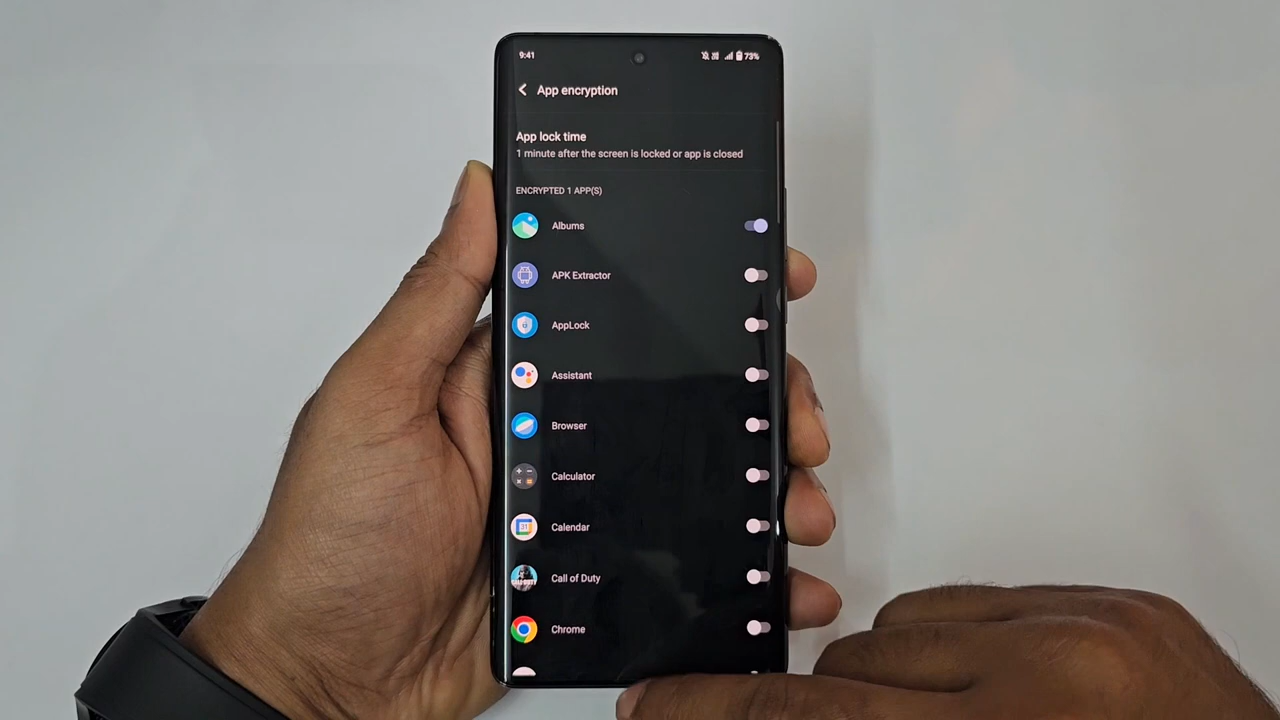 9:41
73%
App encryption
App lock time
1 minute after the screen is locked or app is closed
ENCRYPTED 1 APP(S)
Albums
APK Extractor
AppLock
Assistant
Browser
Calculator
31
Calendar
Call of Duty
Chrome